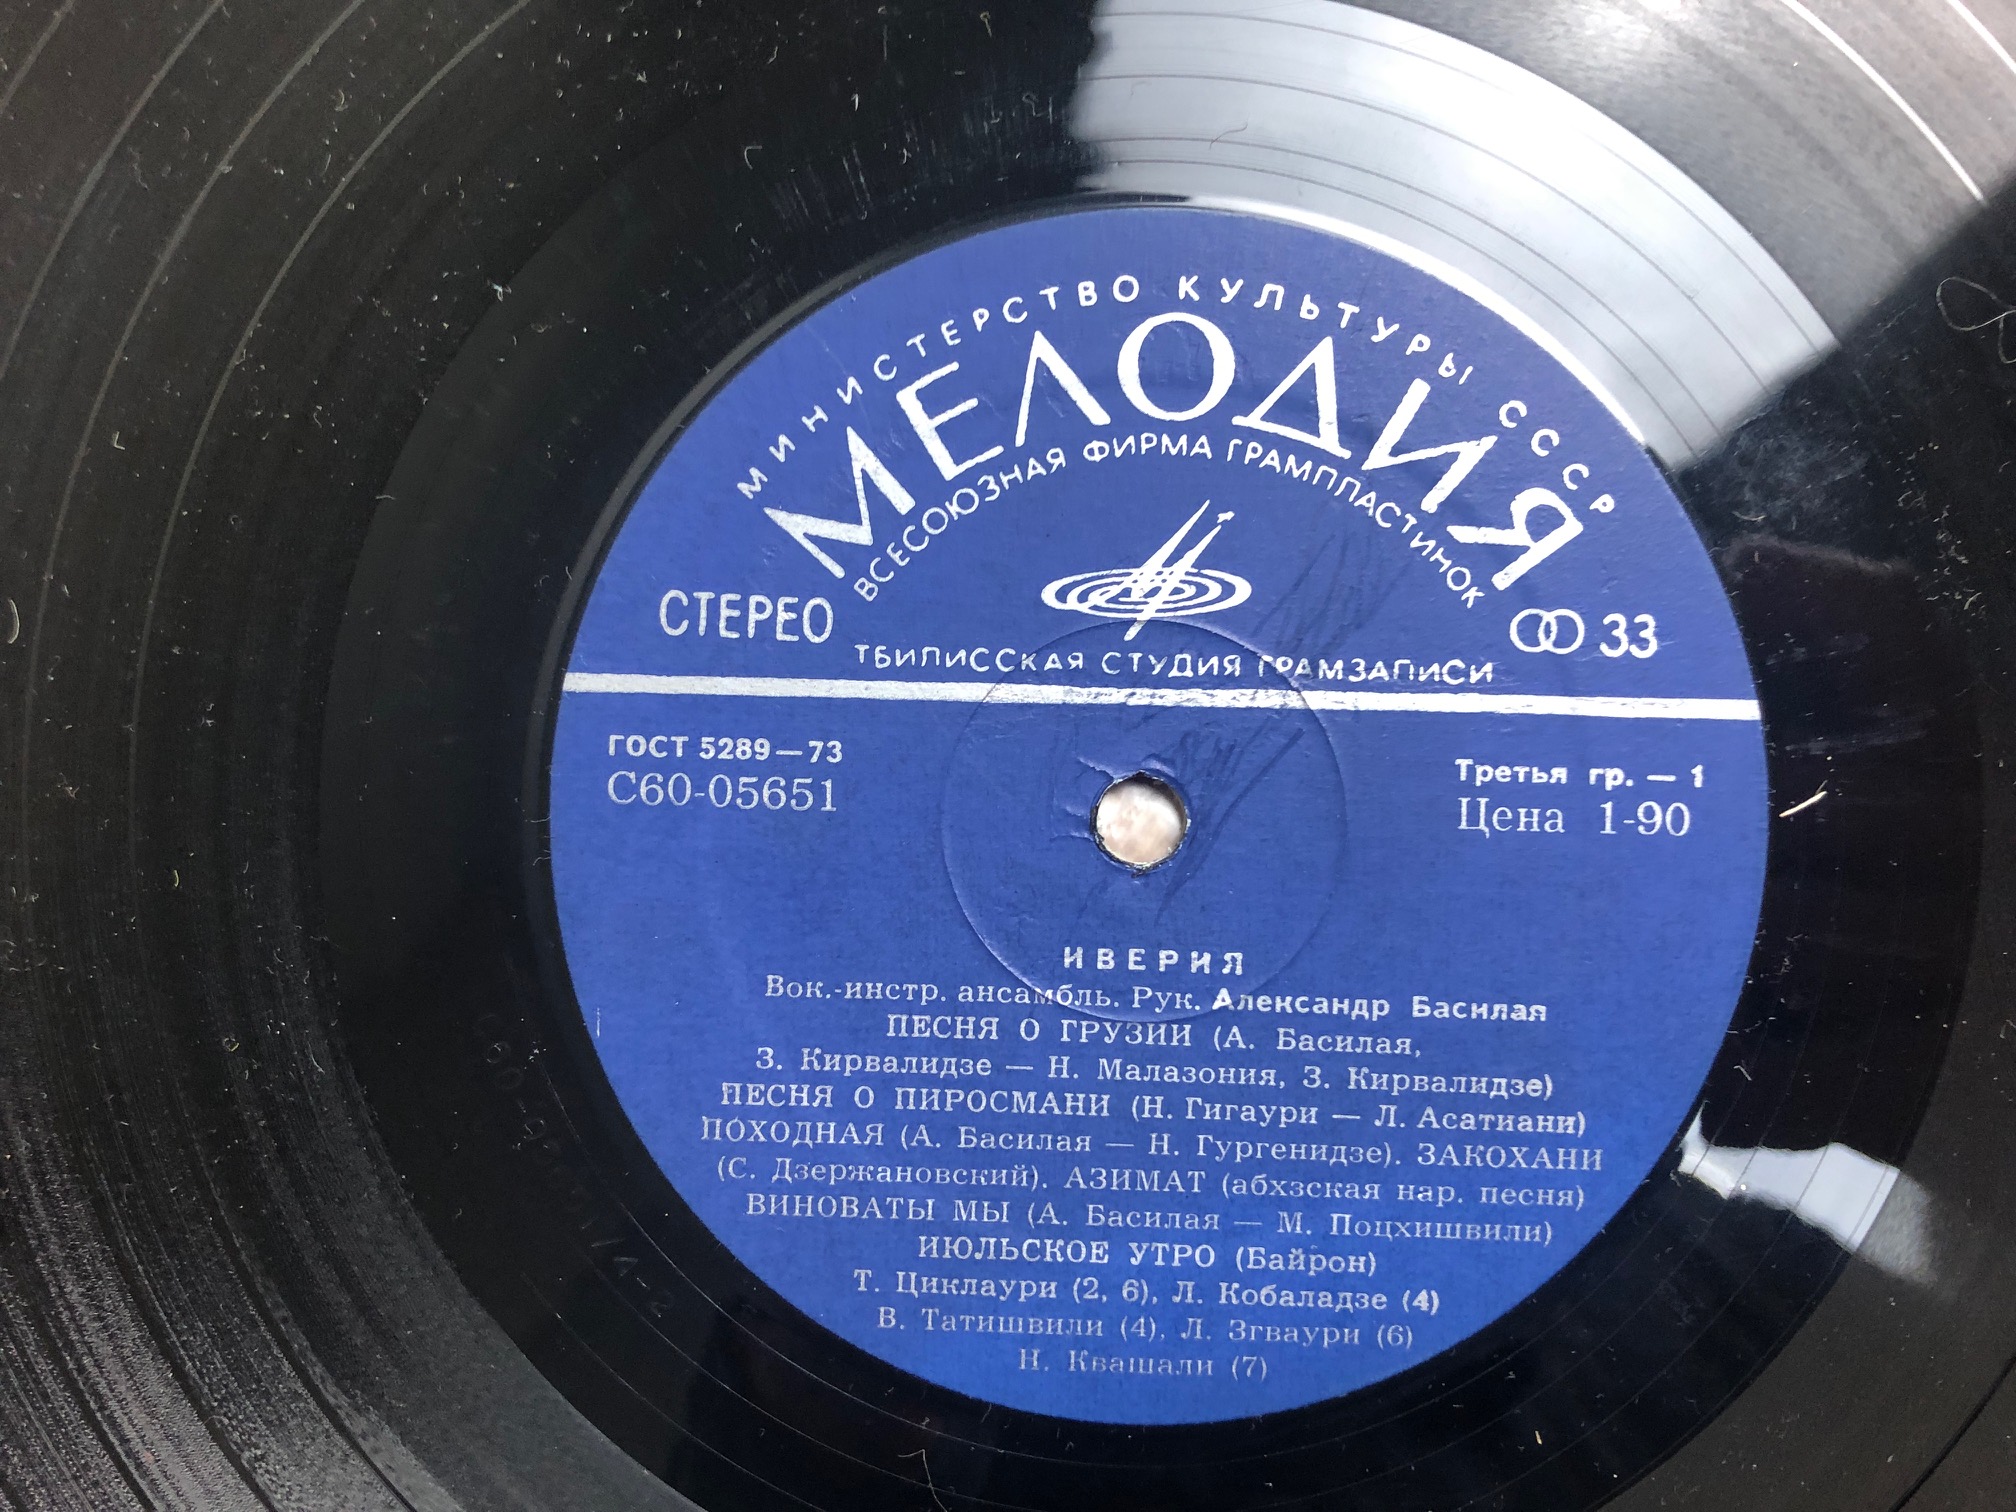 МИНИСТЕРСТВО КУЛЬТУРЫ СССР
МЕЛОДИЯ
ВСЕСОЮЗНАЯ ФИРМА ГРАМПЛАСТИНОК
СТЕРЕО
33
ТБИЛИССКАЯ СТУДИЯ ГРАМЗАПИСИ
ГОСТ 5289—73
Третья гр. — 1
С60-05651
Цена 1-90
ИВЕРИЯ
Вок.-инстр. ансамбль. Рук. Александр Басилая
ПЕСНЯ О ГРУЗИИ (А. Басилая,
З. Кирвалидзе — Н. Малазония, З. Кирвалидзе)
ПЕСНЯ О ПИРОСМАНИ (Н. Гигаури — Л. Асатиани)
ПОХОДНАЯ (А. Басилая — Н. Гургенидзе). ЗАКОХАНИ
(С. Дзержановский). АЗИМАТ (абхзская нар. песня)
ВИНОВАТЫ МЫ (А. Басилая — М. Поцхишвили)
ИЮЛЬСКОЕ УТРО (Байрон)
Т. Циклаури (2, 6), Л. Кобаладзе (4)
В. Татишвили (4), Л. Згваури (6)
Н. Квашали (7)